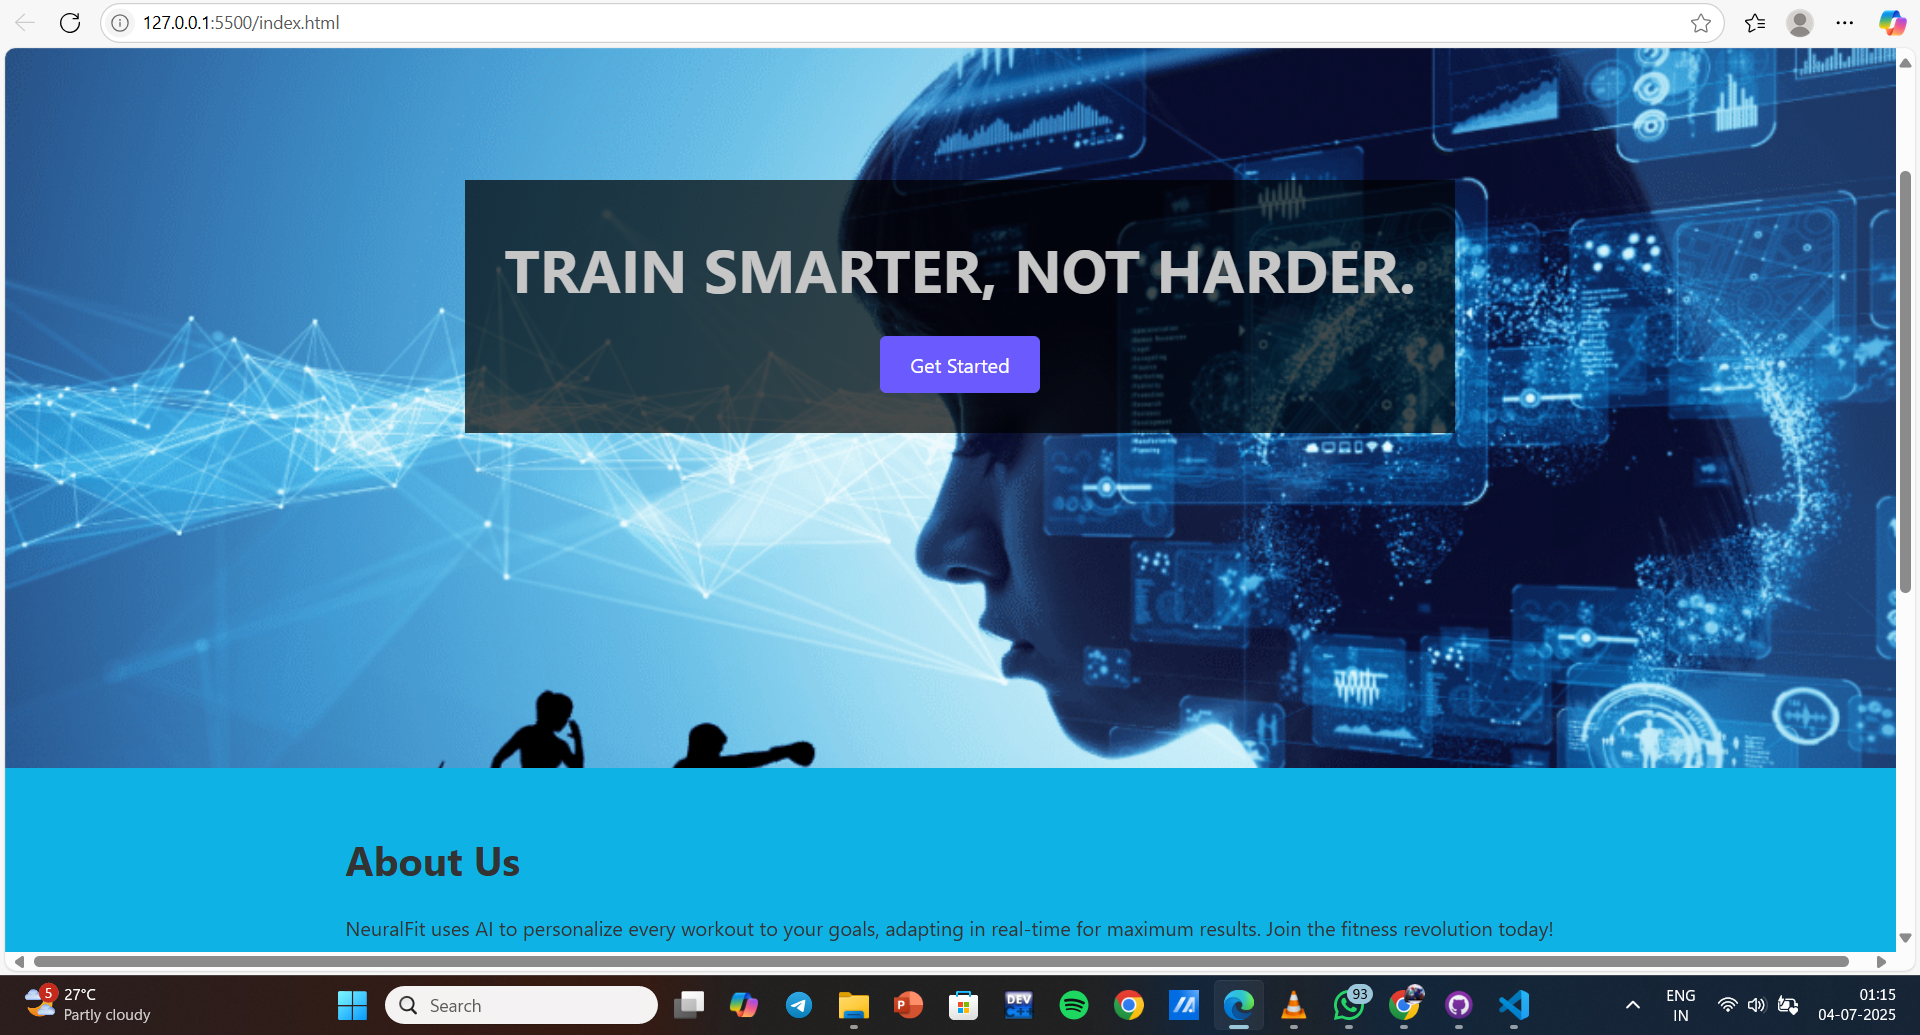 127.0.0.1:5500/index.html
TRAIN SMARTER, NOT HARDER.
Get Started
About Us
NeuralFit uses AI to personalize every workout to your goals, adapting in real-time for maximum results. Join the fitness revolution today!
5
27°C
Partly cloudy
Search
DEV
C++
93
ENG
IN
01:15
04-07-2025